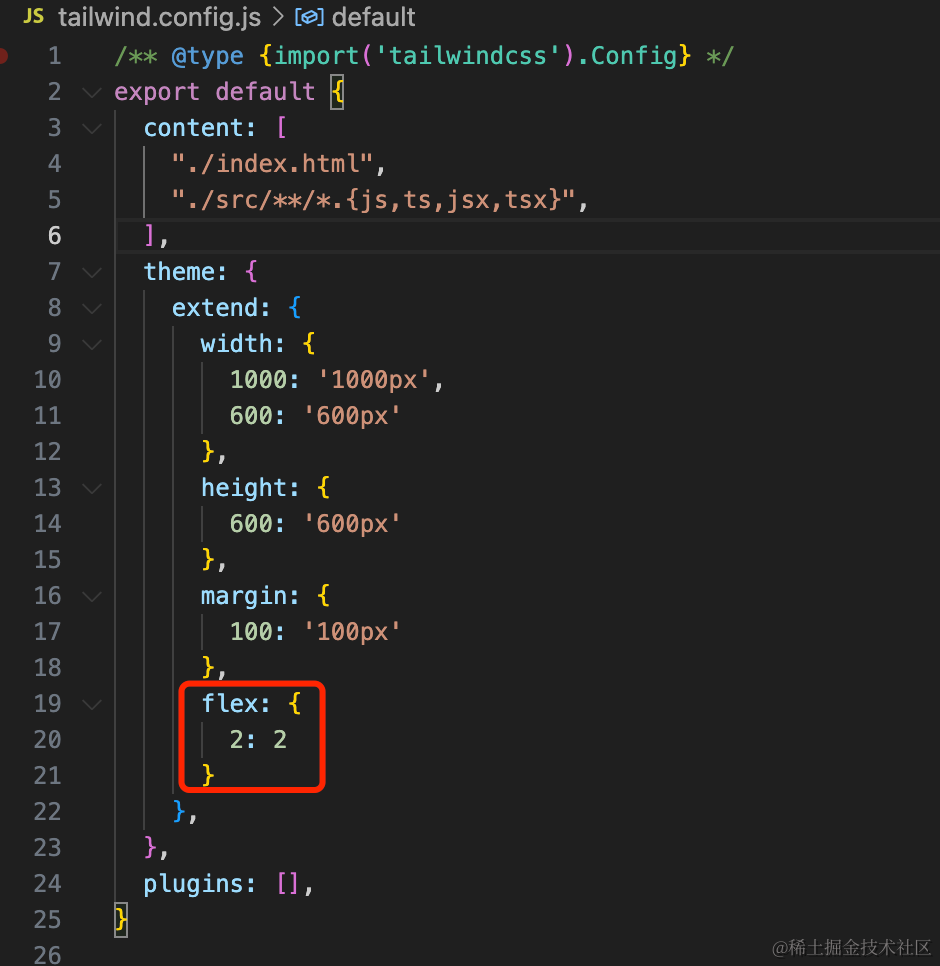 JS tailwind.config.js > default
1 /** @type {import('tailwindcss').Config} */
2 export default {
3 content: [
4 "./index.html",
5 "./src/**/*.{js,ts,jsx,tsx}",
6 ],
7 theme: {
8 extend: {
9 width: {
10 1000: '1000px',
11 600: '600px'
12 },
13 height: {
14 600: '600px'
15 },
16 margin: {
17 100: '100px'
18 },
19 flex: {
20 2: 2
21 }
22 },
23 },
24 plugins: [],
25 }
26
@稀土掘金技术社区